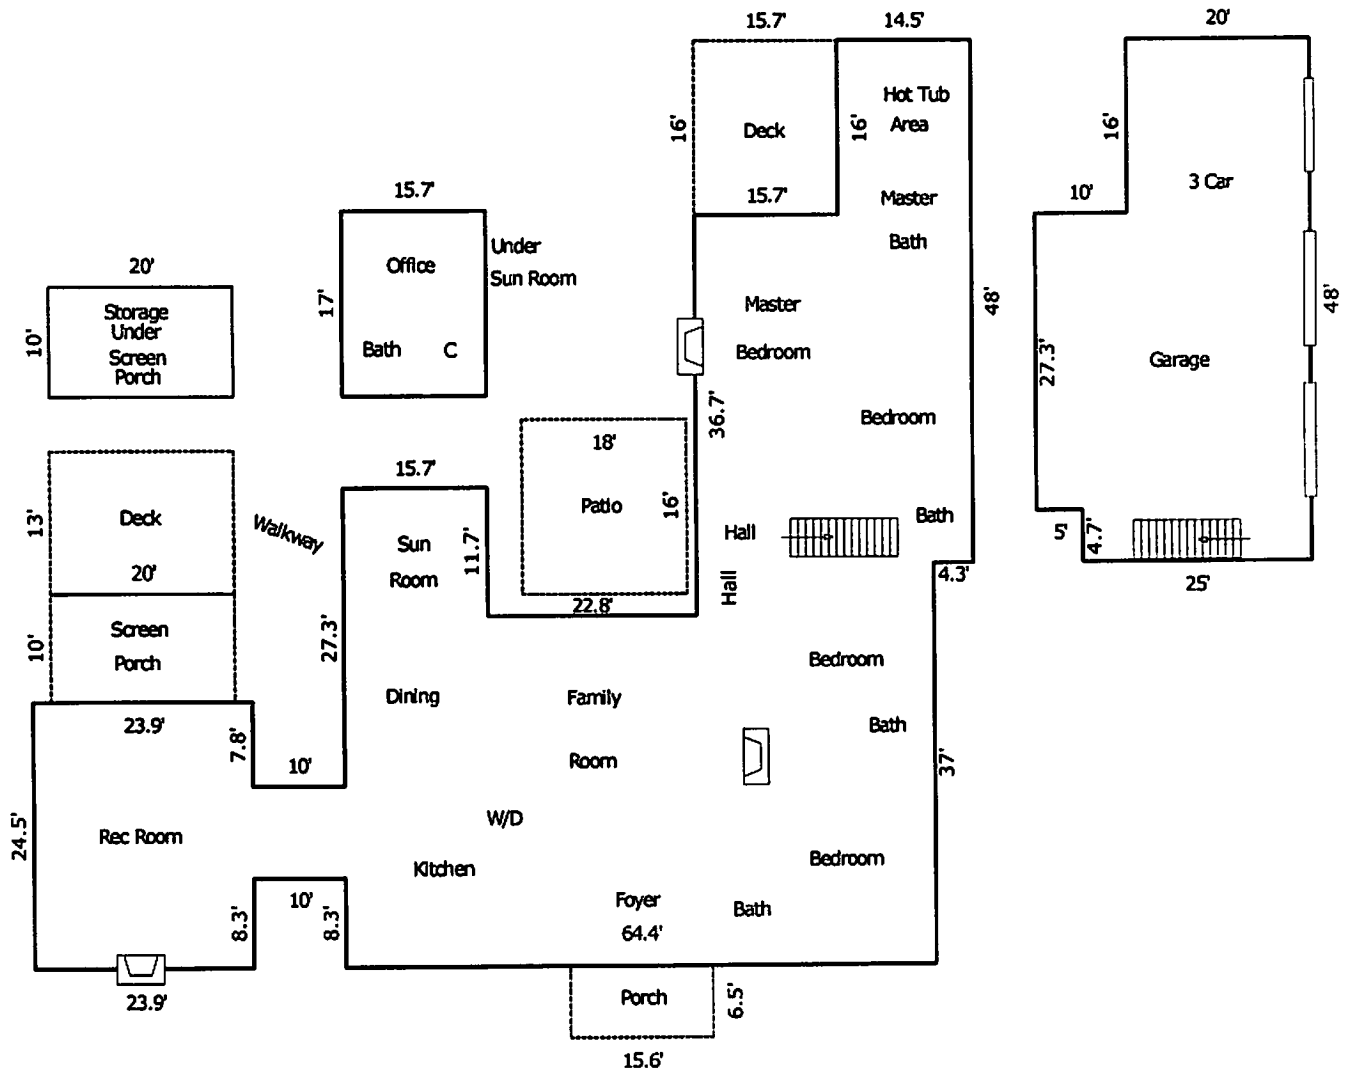 15.7'
14.5'
20'
Hot Tub
Area
16'
Deck
16'
16'
3 Car
15.7'
15.7'
10'
Master
Bath
Under
Sun Room
Office
20'
17'
Storage
Under
Screen
Porch
10'
Bath C
Master
Bedroom
48'
48'
27.3'
Garage
36.7'
Bedroom
18'
15.7'
Patio
16'
13'
Deck
Walkway
Sun
Room
11.7'
Hall
Hall
Bath
4.3'
5'
4.7'
25'
20'
22.8'
10'
Screen
Porch
27.3'
Bedroom
Dining
Family
Room
Bath
37'
23.9'
7.8'
10'
24.5'
Rec Room
W/D
Kitchen
Bedroom
10'
8.3'
8.3'
Foyer
64.4'
Bath
23.9'
Porch
6.5'
15.6'